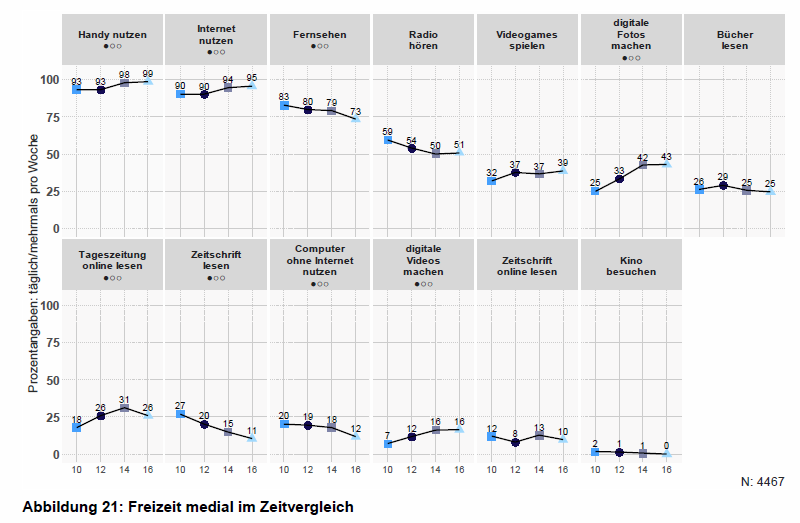 Handy nutzen
●○○
Internet
nutzen
●○○
Fernsehen
●○○
Radio
hören
Videogames
spielen
digitale
Fotos
machen
●○○
Bücher
lesen
Prozentangaben: täglich/mehrmals pro Woche
100
75
50
25
0
93 93 98 99
90 90 94 95
83 80 79 73
59 54 50 51
32 37 37 39
25 33 42 43
26 29 25 25
Tageszeitung
online lesen
●○○
Zeitschrift
lesen
●○○
Computer
ohne Internet
nutzen
●○○
digitale
Videos
machen
●○○
Zeitschrift
online lesen
Kino
besuchen
100
75
50
25
0
18 26 31 26
27 20 15 11
20 19 18 12
7 12 16 16
12 8 13 10
2 1 1 0
10 12 14 16
10 12 14 16
10 12 14 16
10 12 14 16
10 12 14 16
10 12 14 16
N: 4467
Abbildung 21: Freizeit medial im Zeitvergleich